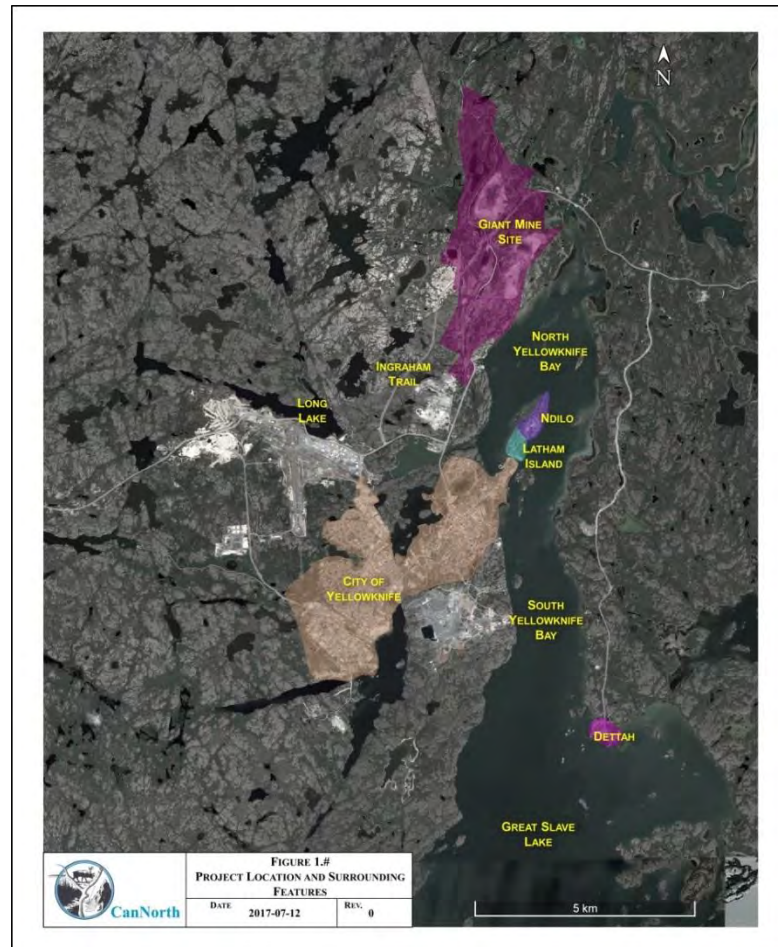 N
GIANT MINE
SITE
NORTH
YELLOWKNIFE
BAY
INGRAHAM
TRAIL
LONG
LAKE
NDILO
LATHAM
ISLAND
CITY OF
YELLOWKNIFE
SOUTH
YELLOWKNIFE
BAY
DETTAH
GREAT SLAVE
LAKE
CanNorth
FIGURE 1.#
PROJECT LOCATION AND SURROUNDING
FEATURES
DATE
2017-07-12
REV.
0
5 km